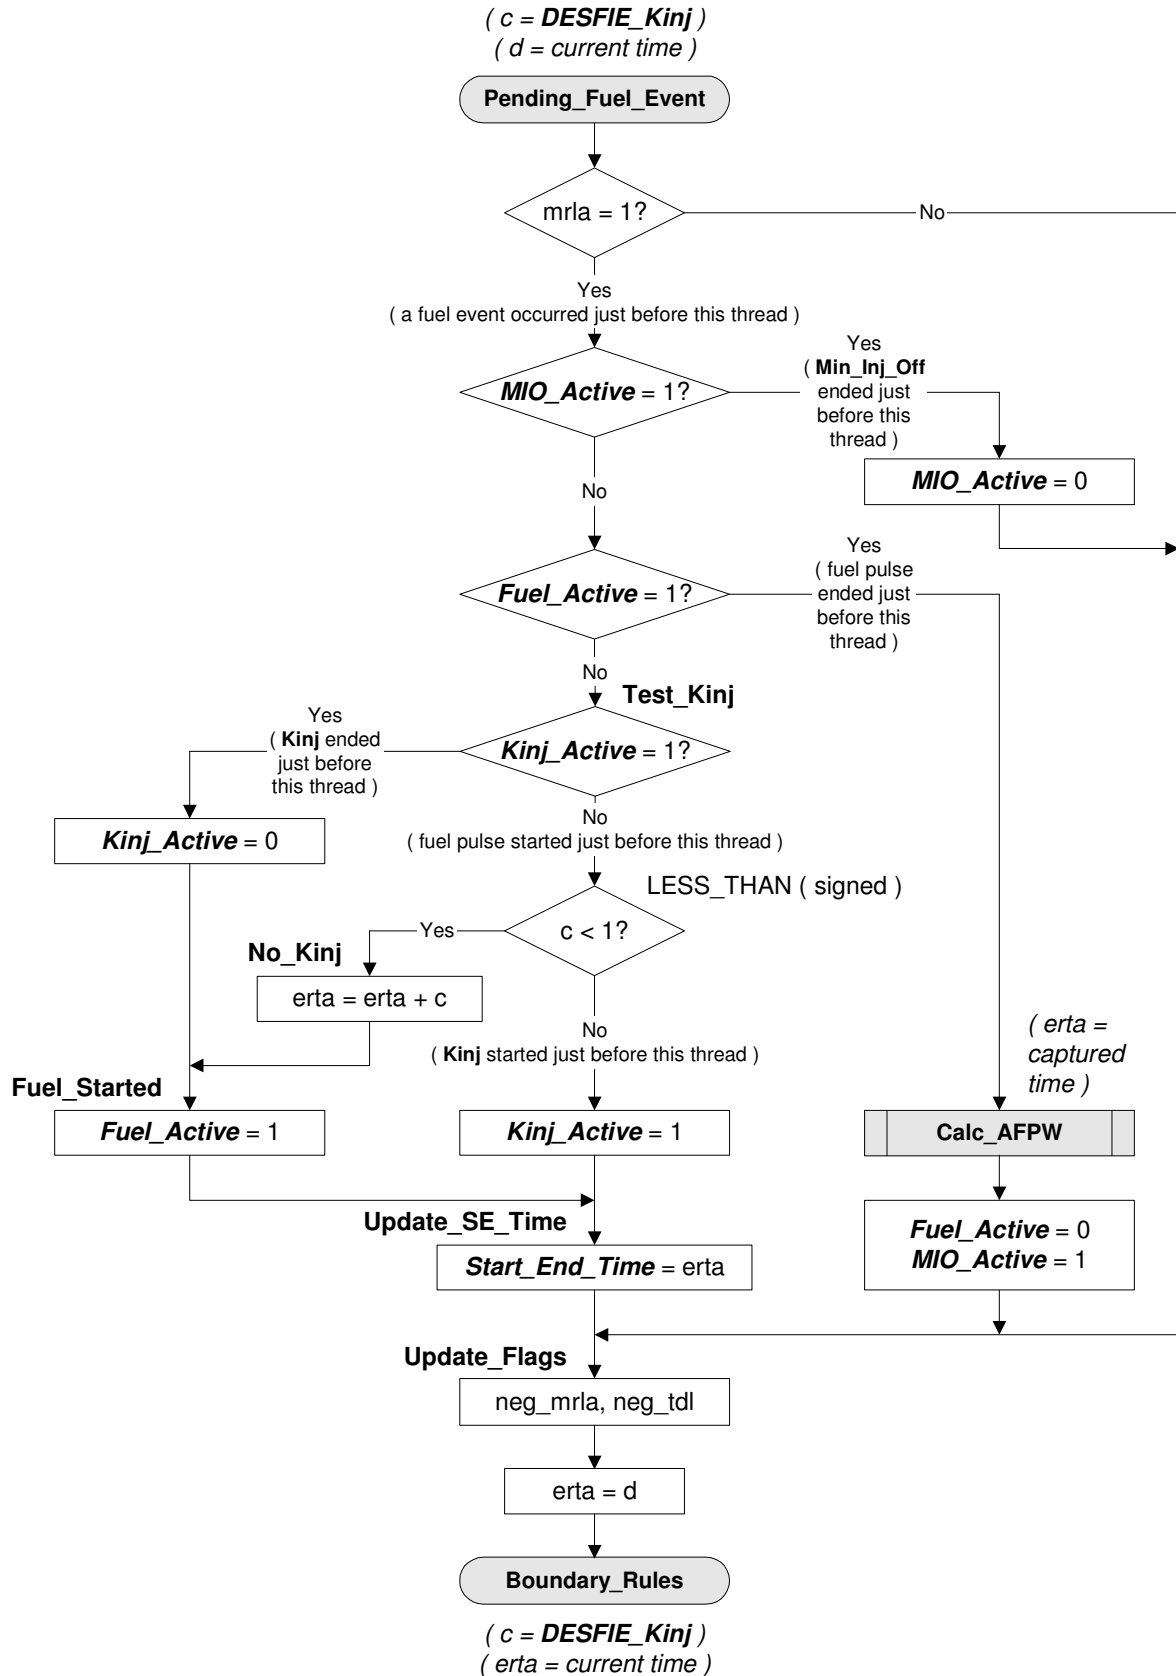 ( c = DESFIE_Kinj )
( d = current time )
Pending_Fuel_Event
mrla = 1?
No
Yes
( a fuel event occurred just before this thread )
MIO_Active = 1?
Yes
( Min_Inj_Off
ended just
before this
thread )
MIO_Active = 0
No
Fuel_Active = 1?
Yes
( fuel pulse
ended just
before this
thread )
No
Test_Kinj
Kinj_Active = 1?
Yes
( Kinj ended
just before
this thread )
Kinj_Active = 0
No
( fuel pulse started just before this thread )
LESS_THAN ( signed )
c < 1?
Yes
No_Kinj
erta = erta + c
No
( Kinj started just before this thread )
( erta =
captured
time )
Fuel_Started
Fuel_Active = 1
Kinj_Active = 1
Calc_AFPW
Update_SE_Time
Start_End_Time = erta
Fuel_Active = 0
MIO_Active = 1
Update_Flags
neg_mrla, neg_tdl
erta = d
Boundary_Rules
( c = DESFIE_Kinj )
( erta = current time )